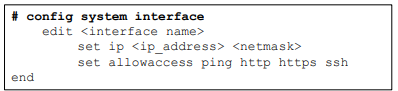 # config system interface
edit <interface name>
set ip <ip_address> <netmask>
set allowaccess ping http https ssh
end